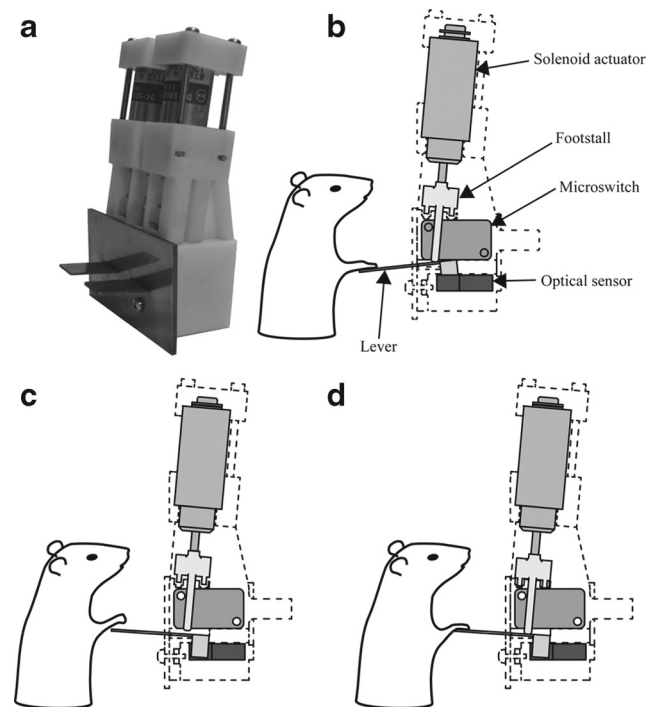 a
b
Solenoid actuator
Footstall
Microswitch
Optical sensor
Lever
c
d